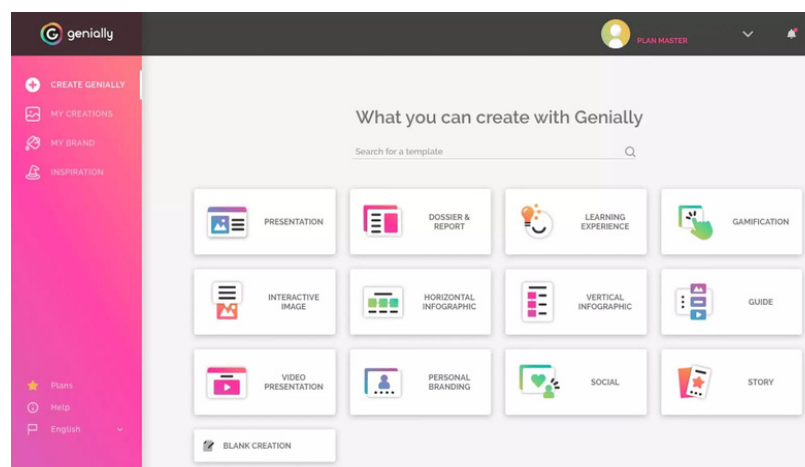 genially
PLAN MASTER
CREATE GENIALLY
MY CREATIONS
MY BRAND
INSPIRATION
What you can create with Genially
Search for a template
PRESENTATION
DOSSIER &
REPORT
LEARNING
EXPERIENCE
GAMIFICATION
INTERACTIVE
IMAGE
HORIZONTAL
INFOGRAPHIC
VERTICAL
INFOGRAPHIC
GUIDE
VIDEO
PRESENTATION
PERSONAL
BRANDING
SOCIAL
STORY
BLANK CREATION
Plans
Help
English